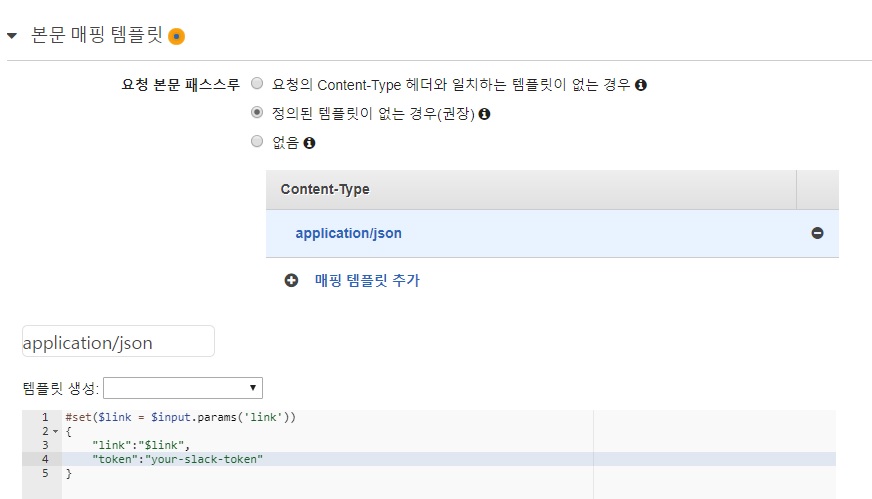 본문 매핑 템플릿
요청 본문 패스스루 요청의 Content-Type 헤더와 일치하는 템플릿이 없는 경우
정의된 템플릿이 없는 경우(권장)
없음
Content-Type
application/json
매핑 템플릿 추가
application/json
템플릿 생성:
1 #set($link = $input.params('link'))
2 {
3 "link":"$link",
4 "token":"your-slack-token"
5 }